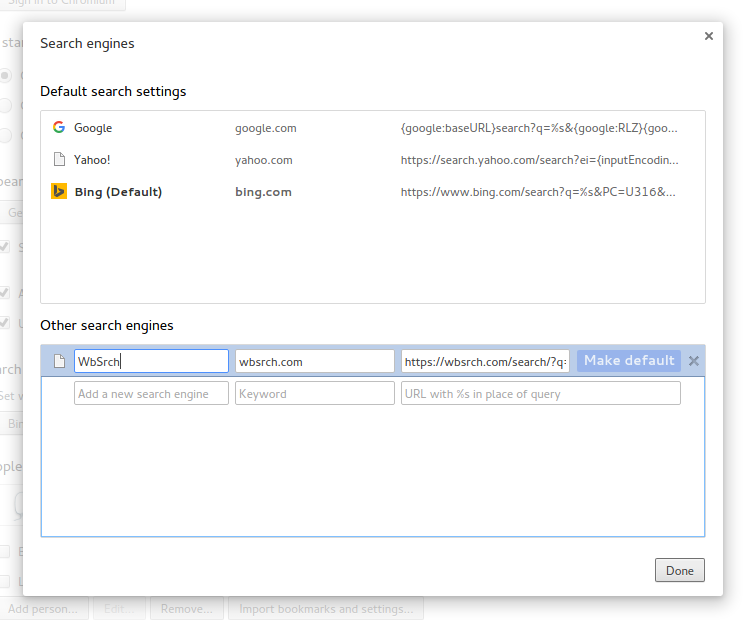 Sign in to Chromium
Search engines
Default search settings
Google google.com {google:baseURL}search?q=%s&{google:RLZ}{goo...
Yahoo! yahoo.com https://search.yahoo.com/search?ei={inputEncodin...
Bing (Default) bing.com https://www.bing.com/search?q=%s&PC=U316&...
Other search engines
WbSrch wbsrch.com https://wbsrch.com/search/?q= Make default
Add a new search engine Keyword URL with %s in place of query
Done
Add person... Edit... Remove... Import bookmarks and settings...